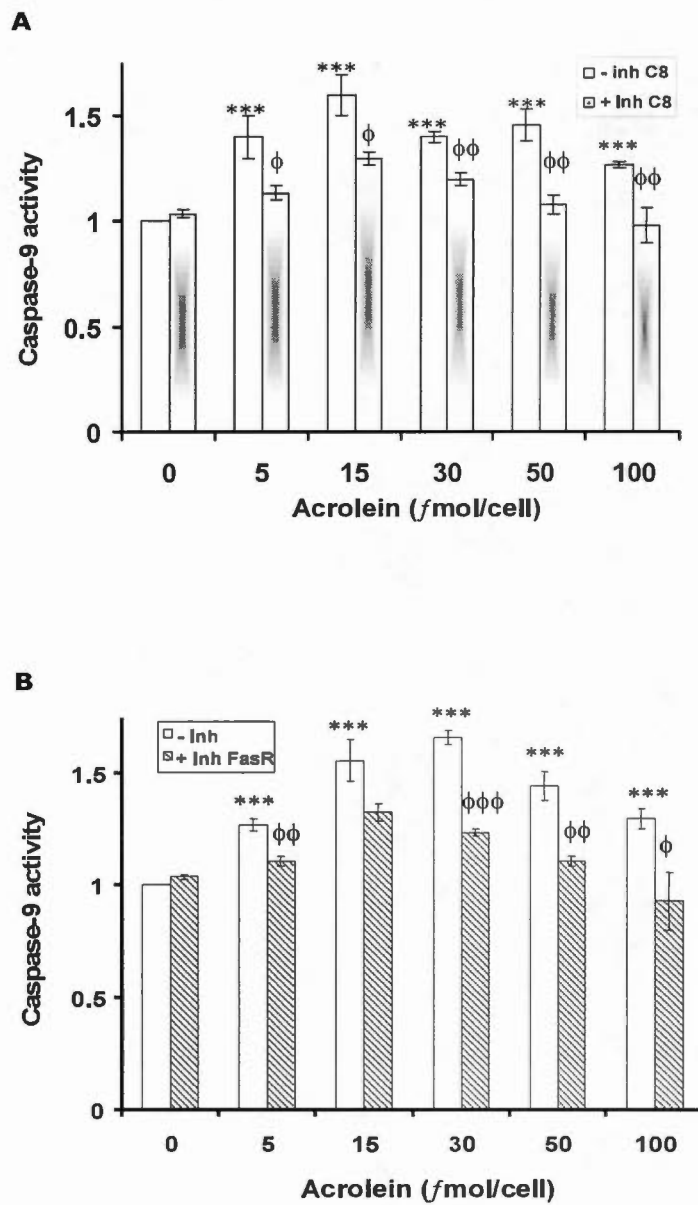 A
- inh C8
+ Inh C8
***
***
***
***
***
ϕ
ϕ
ϕϕ
ϕϕ
ϕϕ
1.5
1
0.5
0
Caspase-9 activity
0 5 15 30 50 100
Acrolein (ƒmol/cell)
B
- Inh
+ Inh FasR
***
***
***
***
***
ϕϕ
ϕϕϕ
ϕϕ
ϕ
1.5
1
0.5
0
Caspase-9 activity
0 5 15 30 50 100
Acrolein (ƒmol/cell)